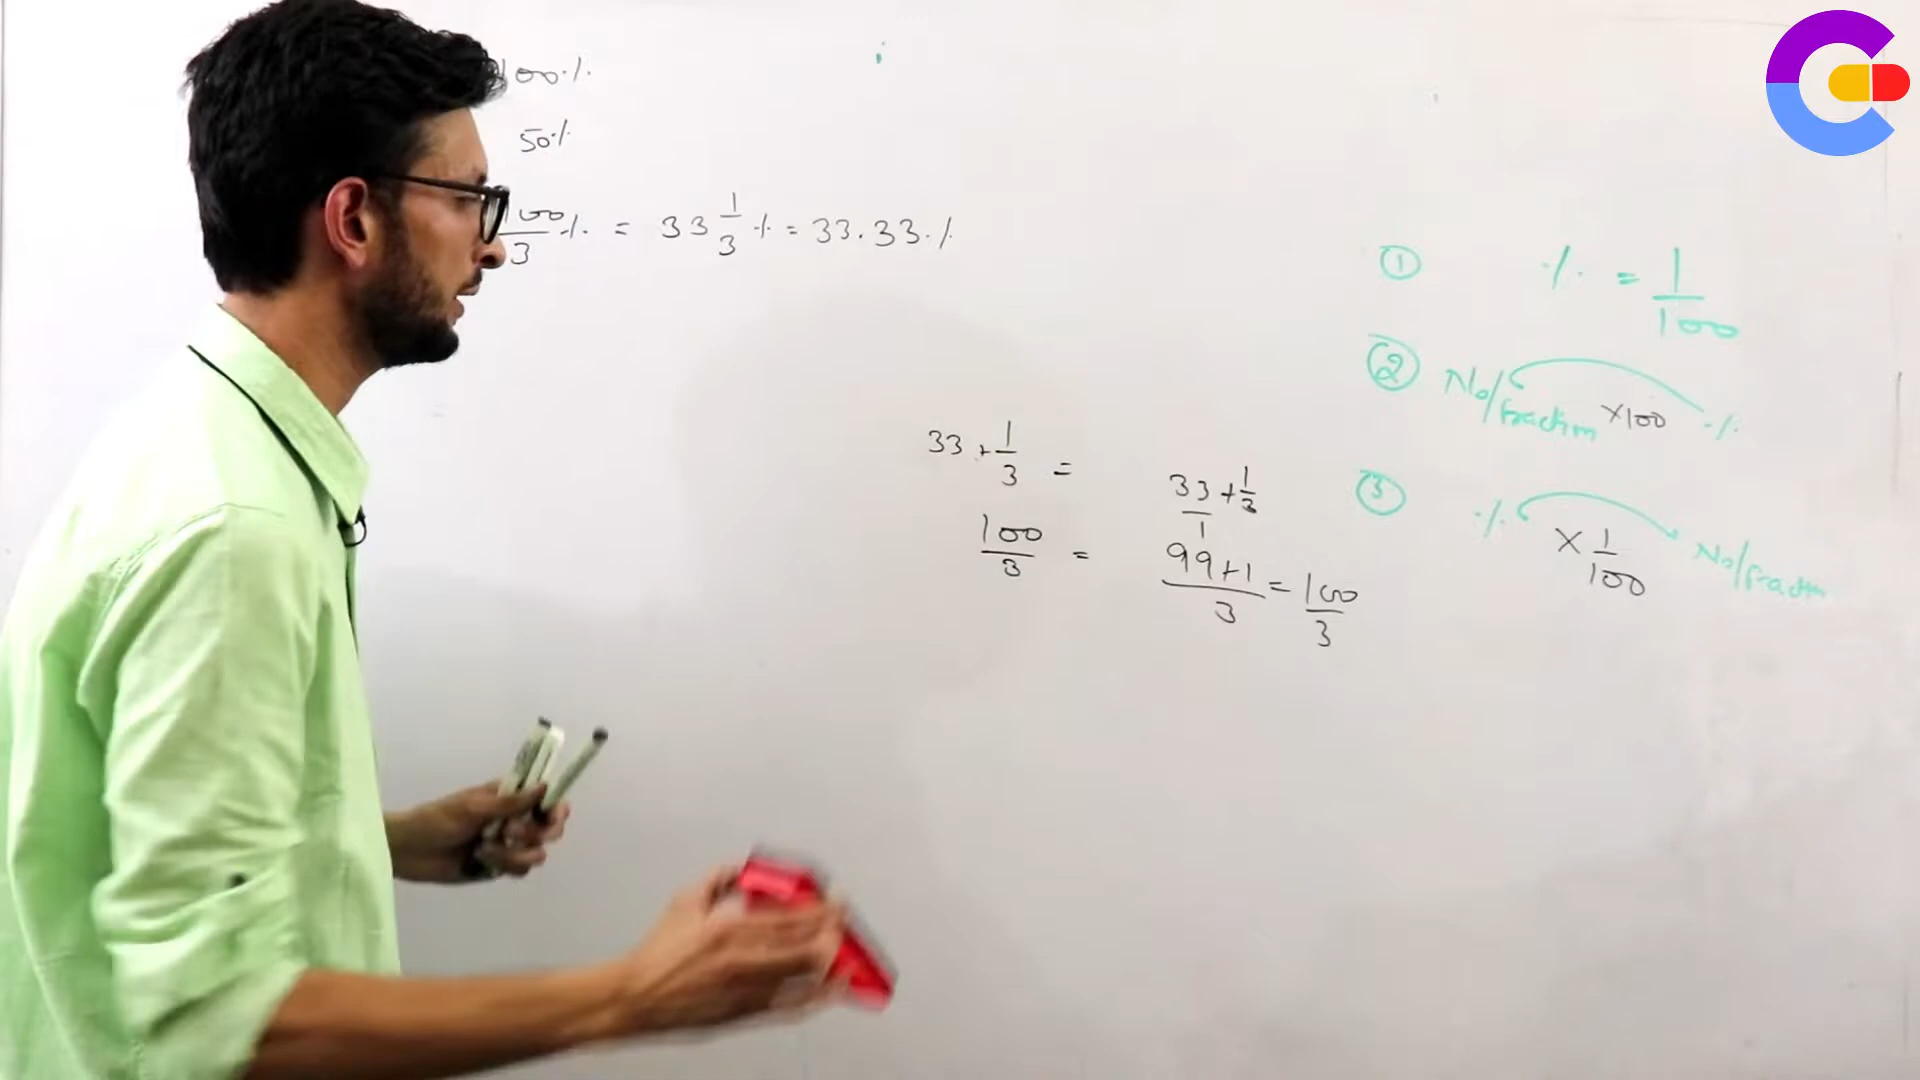 100%
50%
100/3 % = 33 1/3 % = 33.33%
① % = 1/100
② No/fraction ×100 %
33 + 1/3 =
33/1 + 1/3
③ % × 1/100 No/fraction
100/3 = 99+1/3 = 100/3